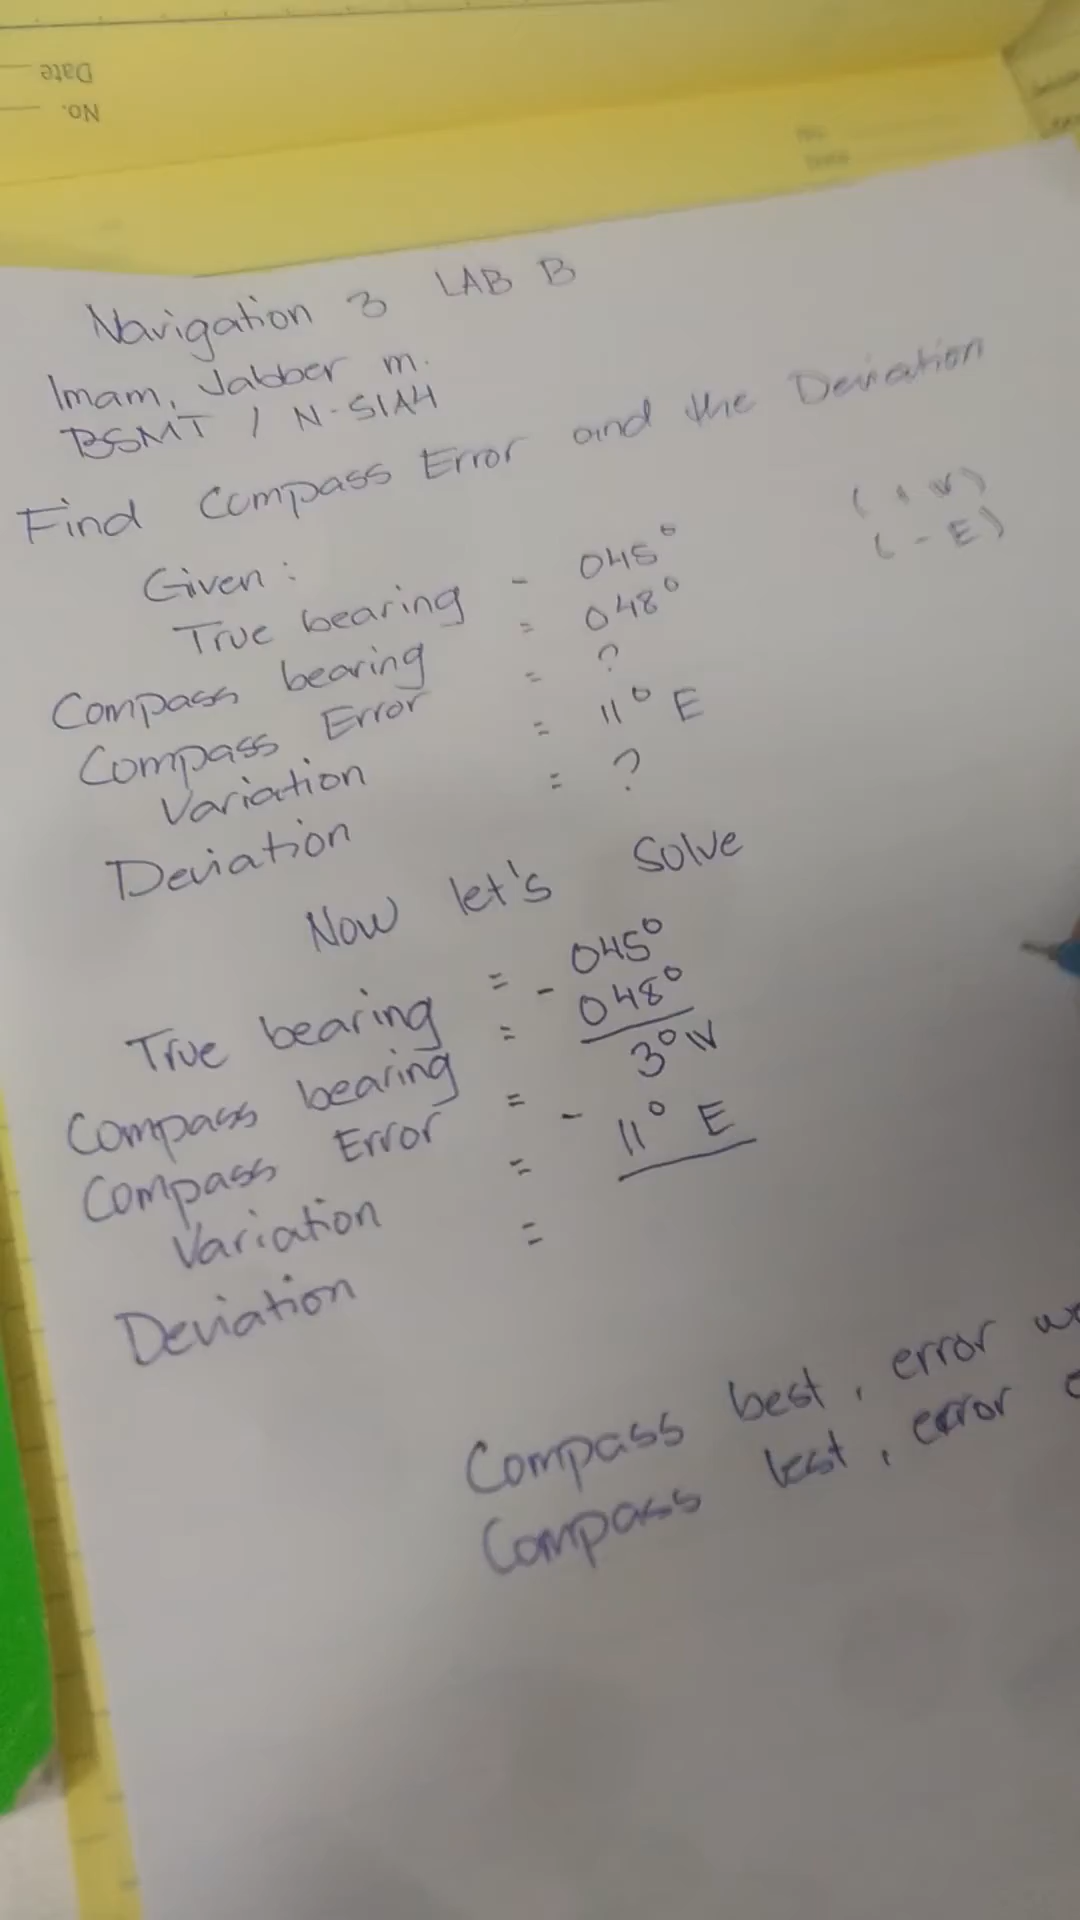 Date
No.
Navigation 3 LAB B
Imam, Jabber m.
BSMT / N-S1A4
Find Compass Error and the Deviation
(+ W)
(- E)
Given:
True bearing - 045°
Compass bearing = 048°
Compass Error = ?
Variation = 11° E
Deviation = ?
Now let's Solve
True bearing = - 045°
Compass bearing = 048°
Compass Error = 3° W
Variation = - 11° E
Deviation =
Compass best, error
Compass least, error